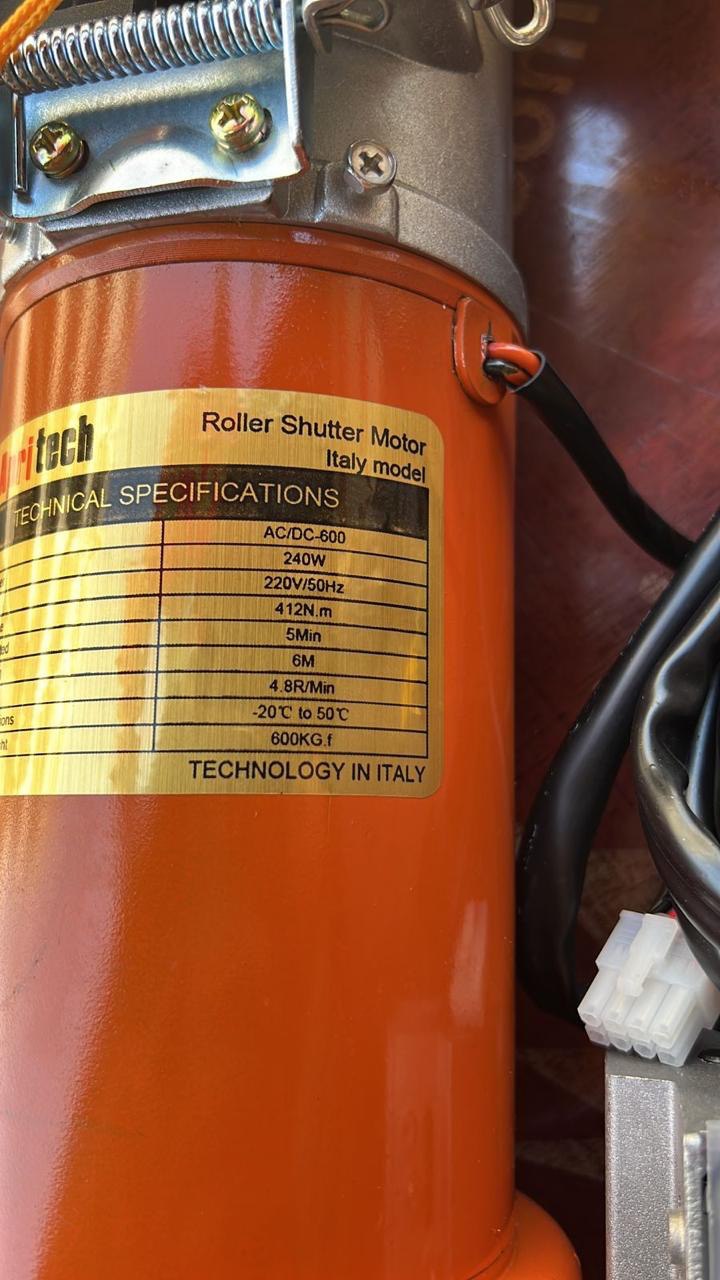 tech
Roller Shutter Motor
Italy model
TECHNICAL SPECIFICATIONS
AC/DC-600
240W
220V/50Hz
412N.m
5Min
6M
4.8R/Min
-20℃ to 50℃
600KG.f
TECHNOLOGY IN ITALY